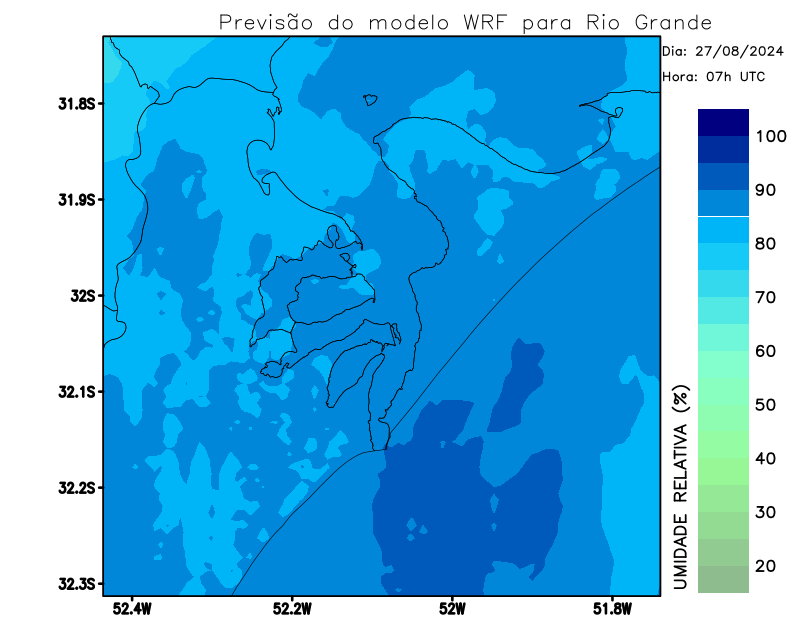 Previsão do modelo WRF para Rio Grande
Dia: 27/08/2024
Hora: 07h UTC
31.8S
31.9S
32S
32.1S
32.2S
32.3S
52.4W
52.2W
52W
51.8W
UMIDADE RELATIVA (%)
100
90
80
70
60
50
40
30
20